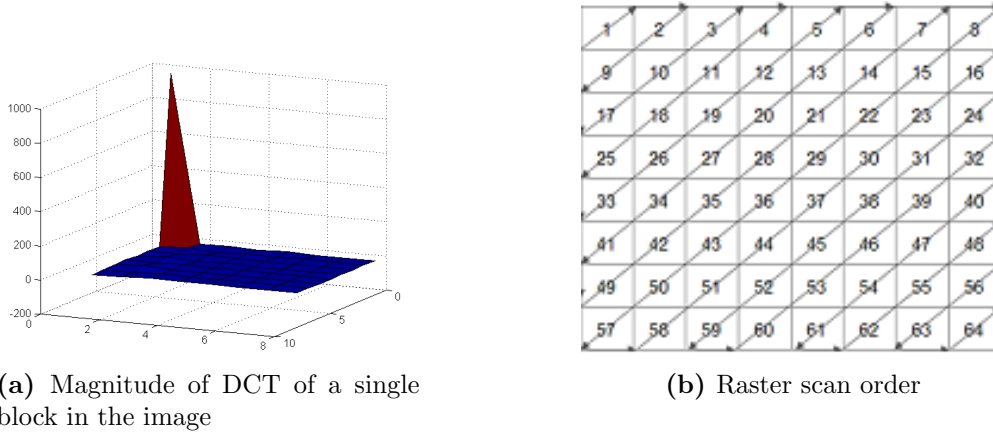 1000
800
600
400
200
0
-200
0
2
4
6
8
10
5
0
(a) Magnitude of DCT of a single
block in the image
1 2 3 4 5 6 7 8
9 10 11 12 13 14 15 16
17 18 19 20 21 22 23 24
25 26 27 28 29 30 31 32
33 34 35 36 37 38 39 40
41 42 43 44 45 46 47 48
49 50 51 52 53 54 55 56
57 58 59 60 61 62 63 64
(b) Raster scan order